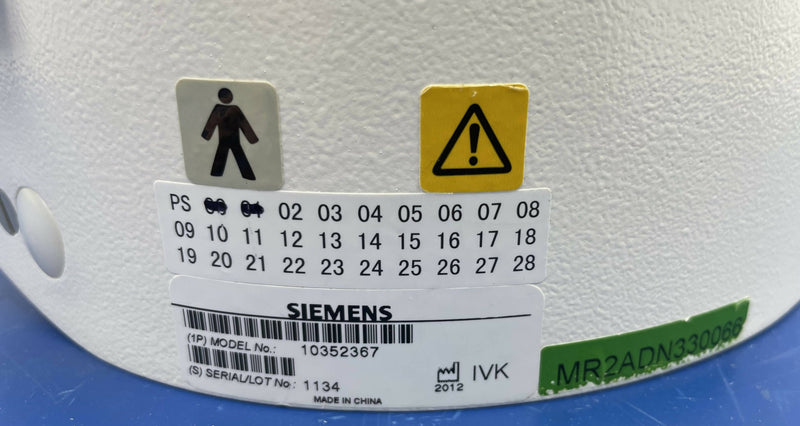 PS 02 03 04 05 06 07 08
09 10 11 12 13 14 15 16 17 18
19 20 21 22 23 24 25 26 27 28
SIEMENS
(1P) MODEL No.: 10352367
(S) SERIAL/LOT No.: 1134
2012 IVK
MADE IN CHINA
MR2ADN330066